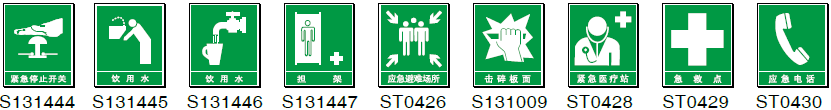 紧急停止开关
饮用水
饮用水
担架
应急避难场所
击碎板面
紧急医疗站
急救点
应急电话
S131444
S131445
S131446
S131447
ST0426
S131009
ST0428
ST0429
ST0430